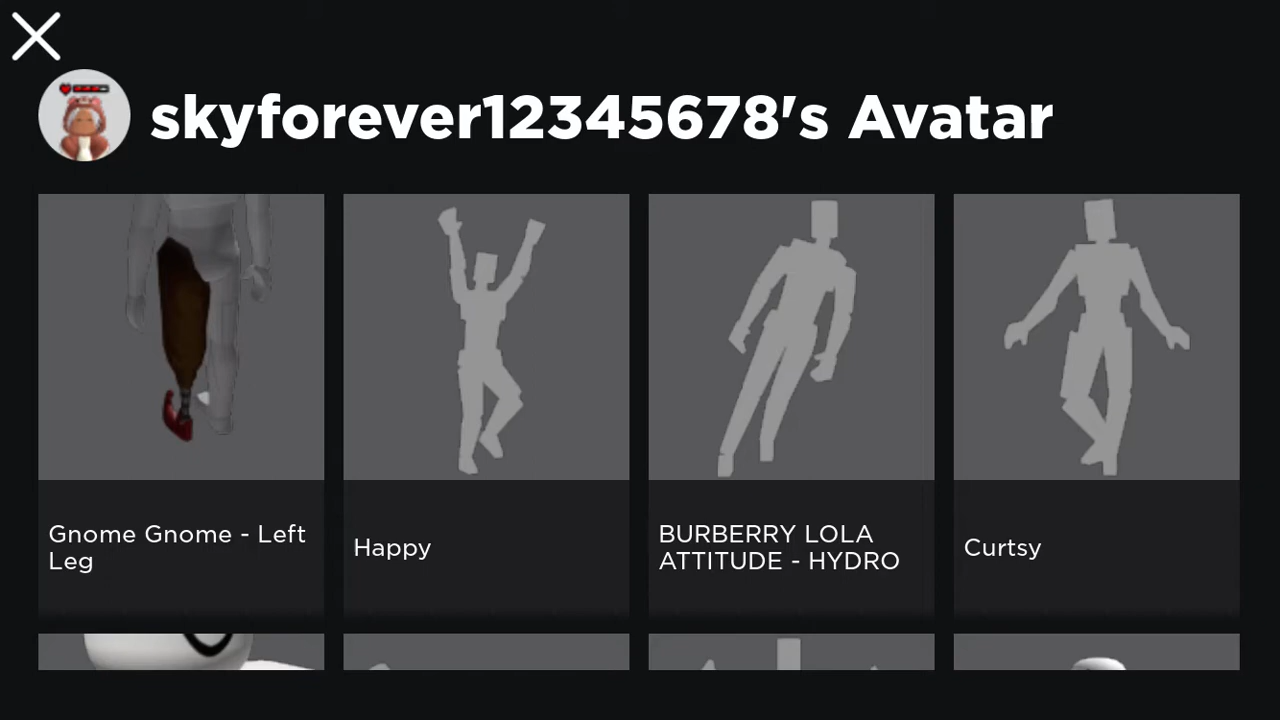 skyforever12345678's Avatar
Gnome Gnome - Left
Leg
Happy
BURBERRY LOLA
ATTITUDE - HYDRO
Curtsy